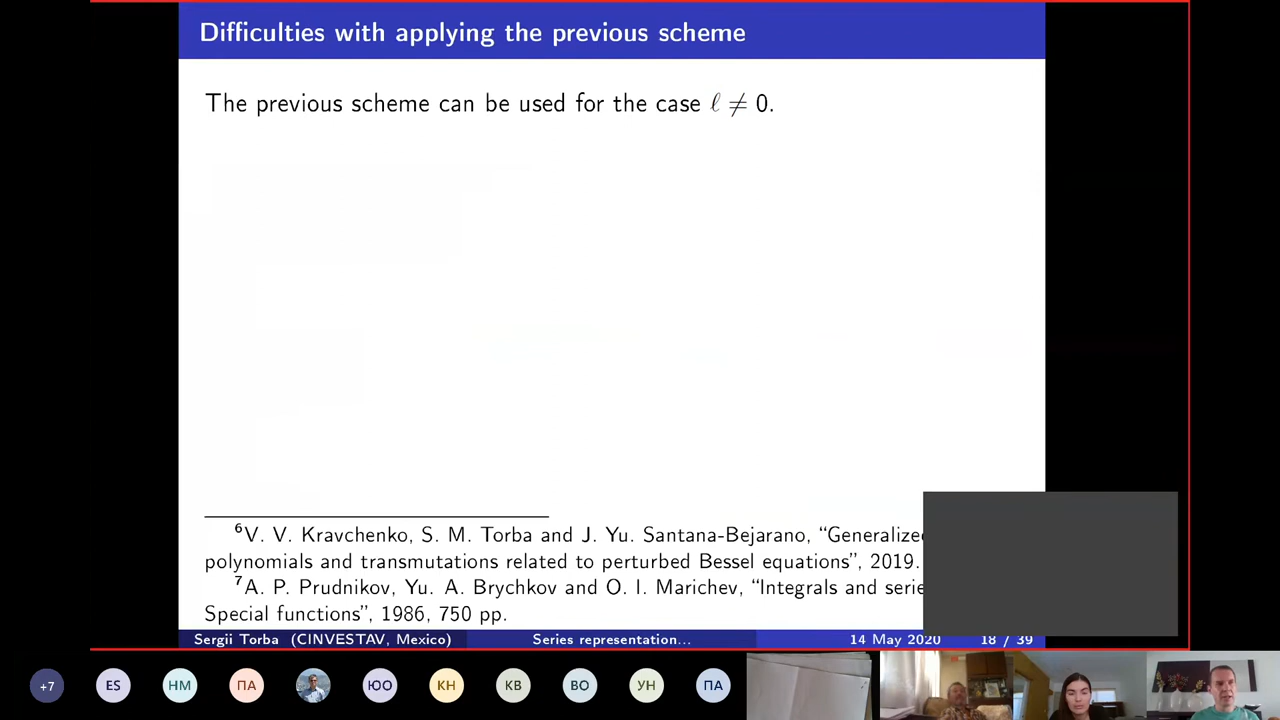 Difficulties with applying the previous scheme
The previous scheme can be used for the case ℓ ≠ 0.
⁶V. V. Kravchenko, S. M. Torba and J. Yu. Santana-Bejarano, “Generalized
polynomials and transmutations related to perturbed Bessel equations”, 2019.
⁷A. P. Prudnikov, Yu. A. Brychkov and O. I. Marichev, “Integrals and serie
Special functions”, 1986, 750 pp.
Sergii Torba (CINVESTAV, Mexico) Series representation... 14 May 2020 18 / 39
+7 ES НМ ПА ЮО КН КВ ВО УН ПА